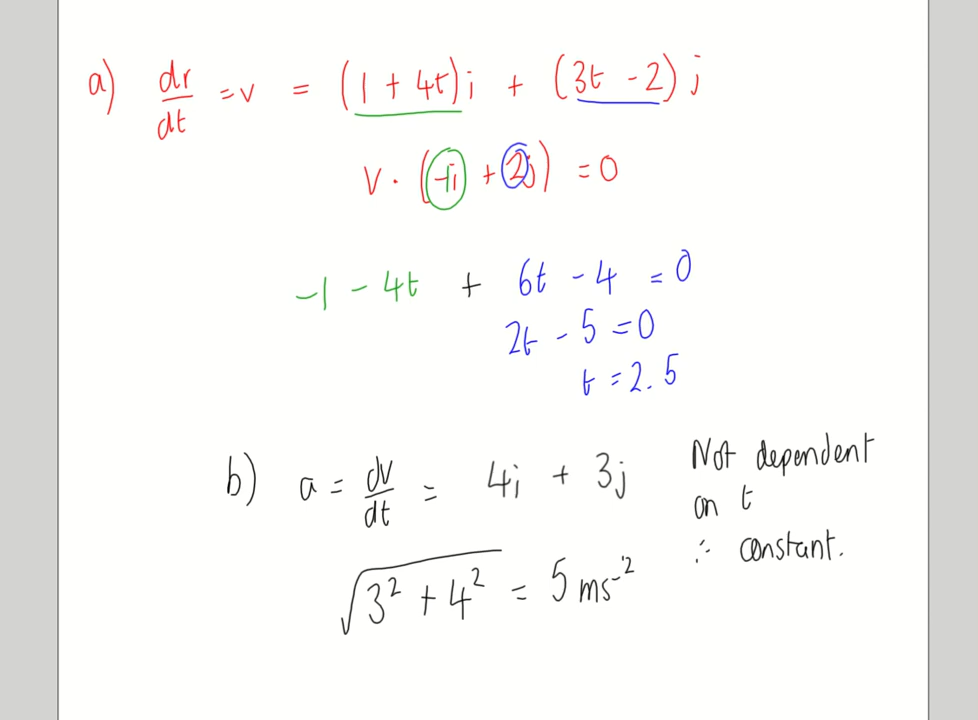 a) dr/dt = v = (1 + 4t)i + (3t - 2)j
v · (-1i + 2j) = 0
-1 - 4t + 6t - 4 = 0
2t - 5 = 0
t = 2.5
b) a = dv/dt = 4i + 3j
Not dependent
on t
∴ constant.
√(3² + 4²) = 5 ms⁻²